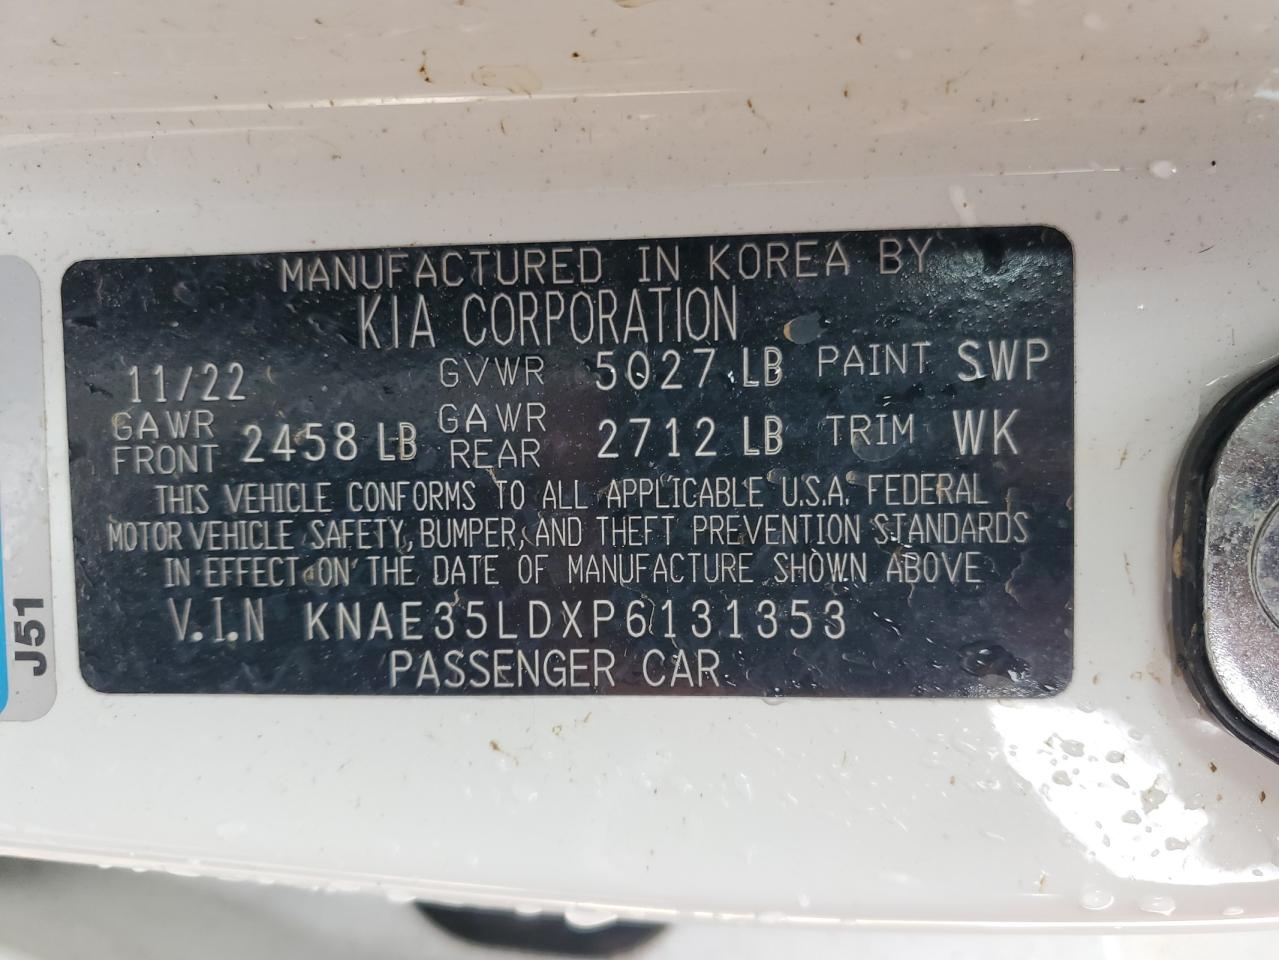 MANUFACTURED IN KOREA BY
KIA CORPORATION
11/22 GVWR 5027 LB PAINT SWP
GAWR FRONT 2458 LB GAWR REAR 2712 LB TRIM WK
THIS VEHICLE CONFORMS TO ALL APPLICABLE U.S.A. FEDERAL
MOTOR VEHICLE SAFETY, BUMPER, AND THEFT PREVENTION STANDARDS
IN EFFECT ON THE DATE OF MANUFACTURE SHOWN ABOVE
V.I.N KNAE35LDXP6131353
PASSENGER CAR
J51